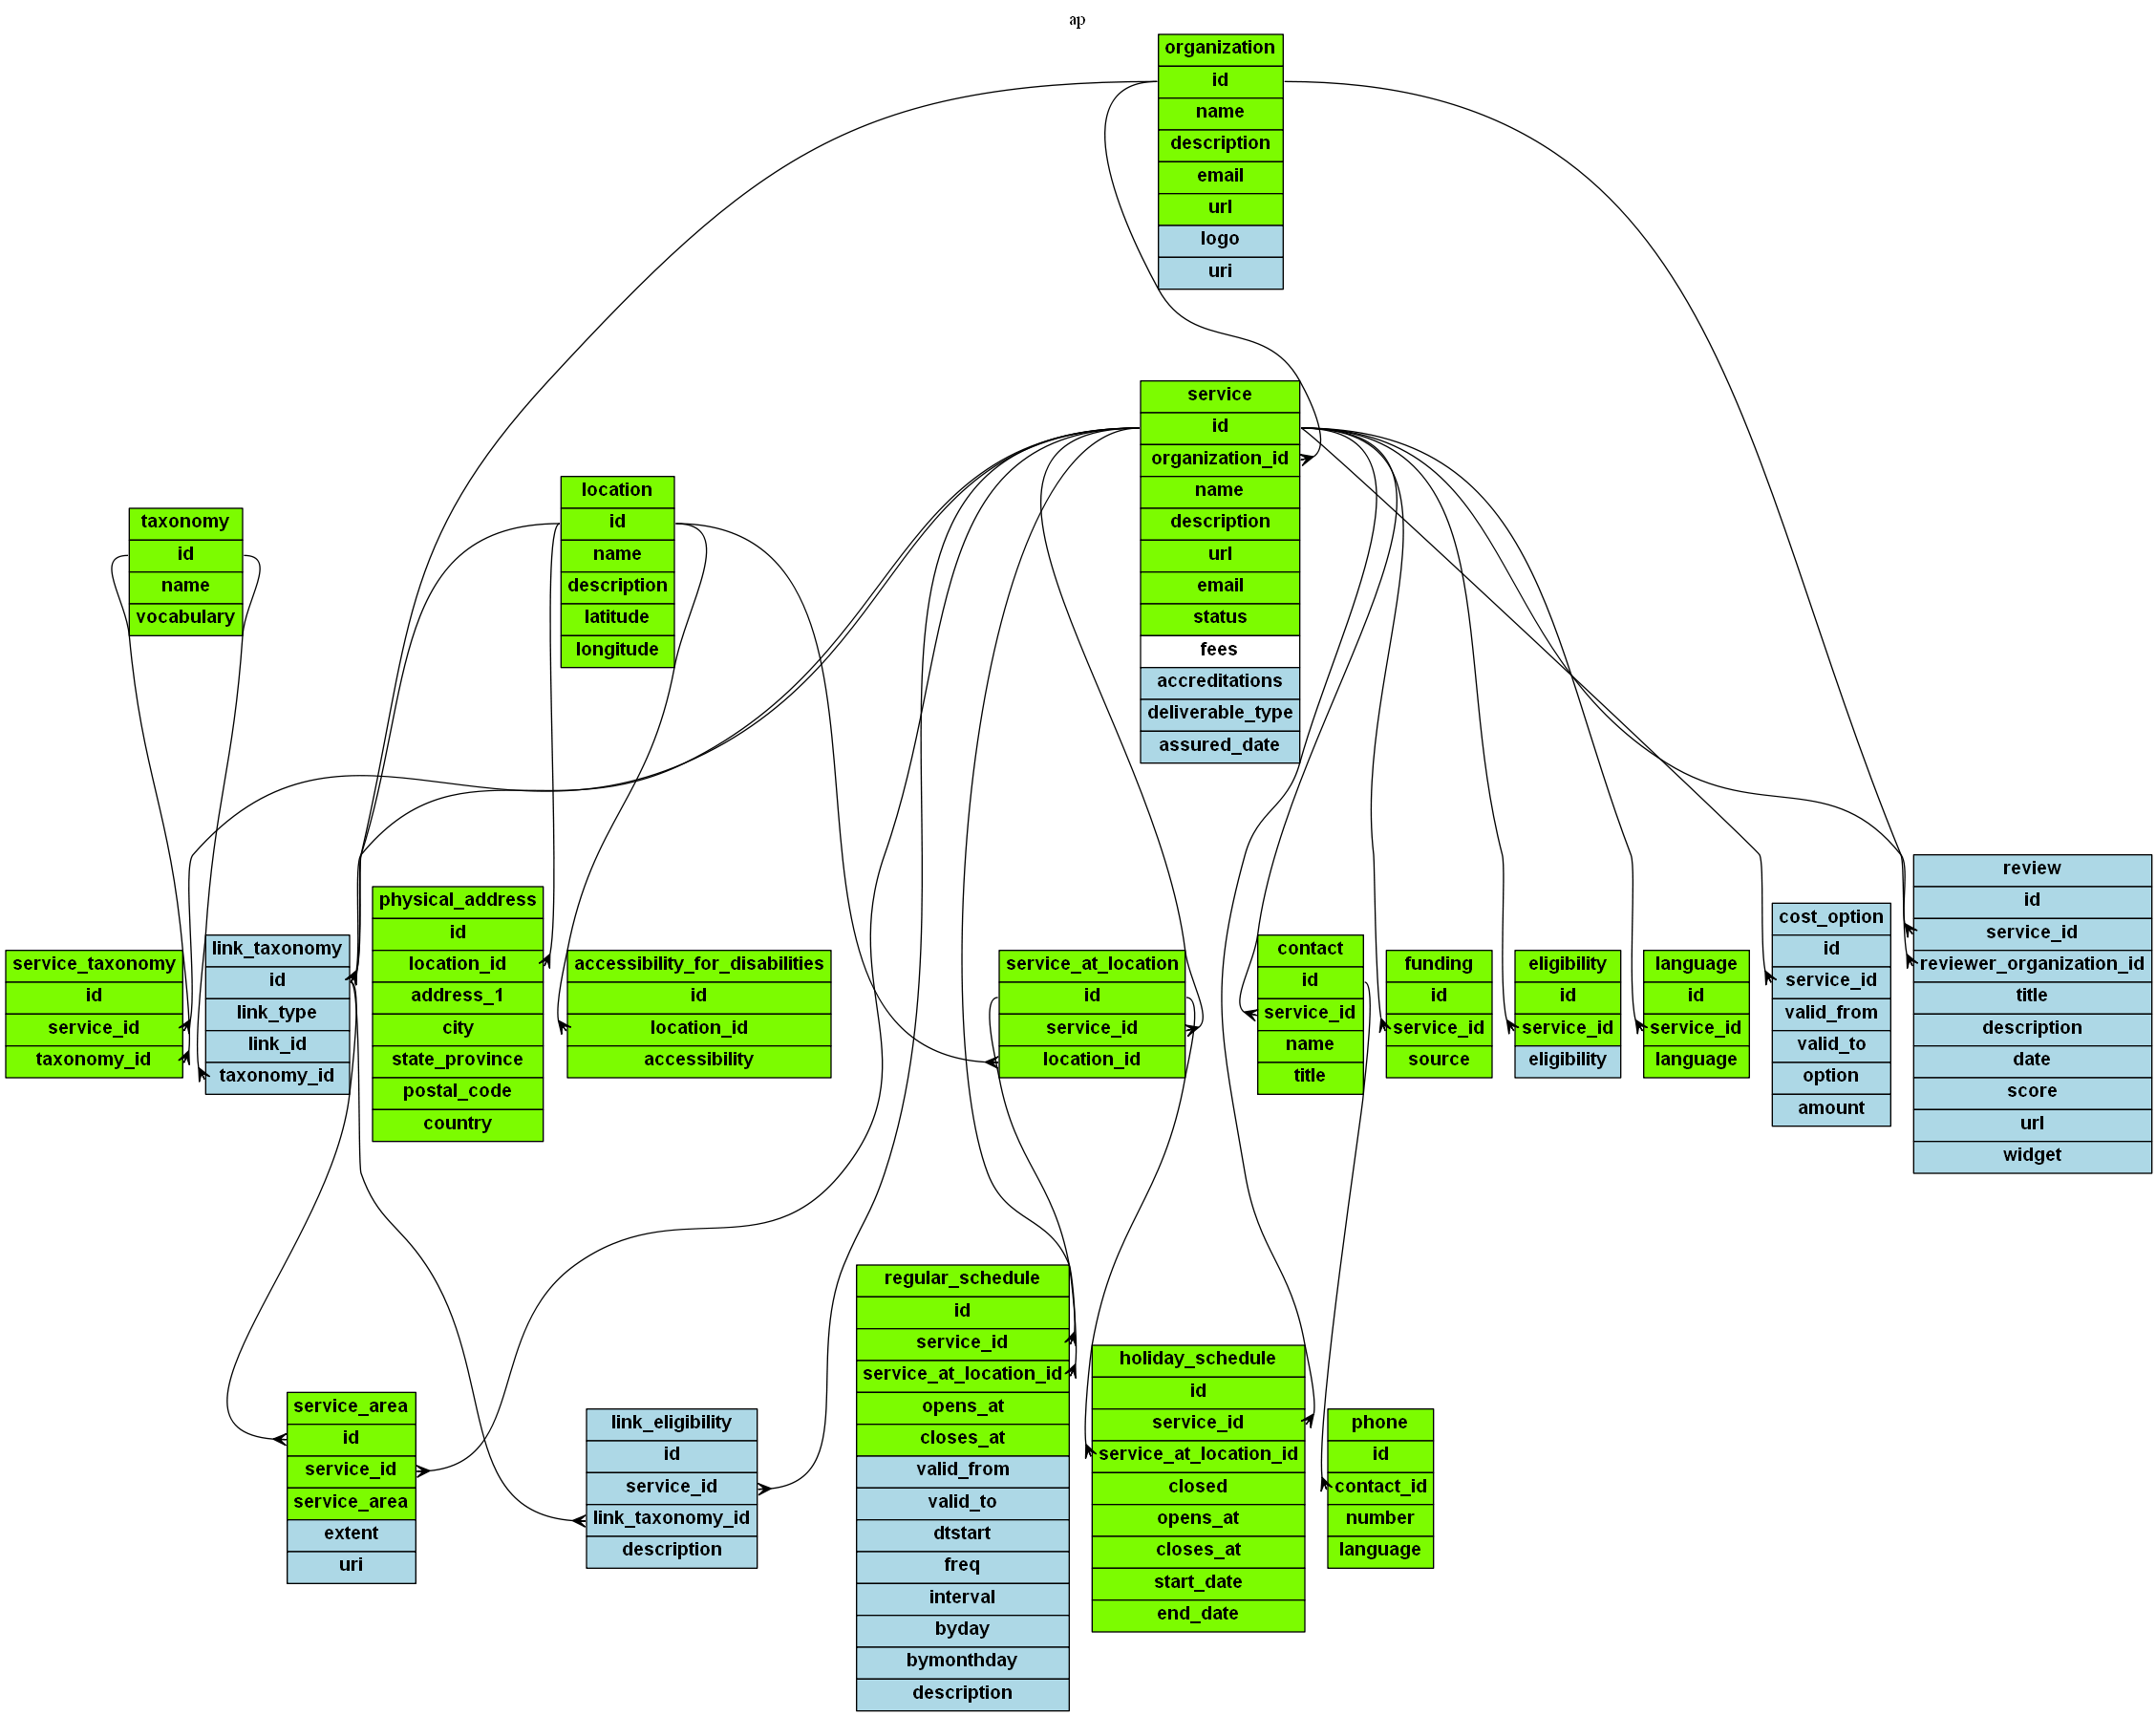 ap
organization
id
name
description
email
url
logo
uri
service
id
organization_id
name
description
url
email
status
fees
accreditations
deliverable_type
assured_date
location
id
name
description
latitude
longitude
taxonomy
id
name
vocabulary
service_taxonomy
id
service_id
taxonomy_id
link_taxonomy
id
link_type
link_id
taxonomy_id
physical_address
id
location_id
address_1
city
state_province
postal_code
country
accessibility_for_disabilities
id
location_id
accessibility
service_at_location
id
service_id
location_id
contact
id
service_id
name
title
funding
id
service_id
source
eligibility
id
service_id
eligibility
language
id
service_id
language
cost_option
id
service_id
valid_from
valid_to
option
amount
review
id
service_id
reviewer_organization_id
title
description
date
score
url
widget
service_area
id
service_id
service_area
extent
uri
link_eligibility
id
service_id
link_taxonomy_id
description
regular_schedule
id
service_id
service_at_location_id
opens_at
closes_at
valid_from
valid_to
dtstart
freq
interval
byday
bymonthday
description
holiday_schedule
id
service_id
service_at_location_id
closed
opens_at
closes_at
start_date
end_date
phone
id
contact_id
number
language